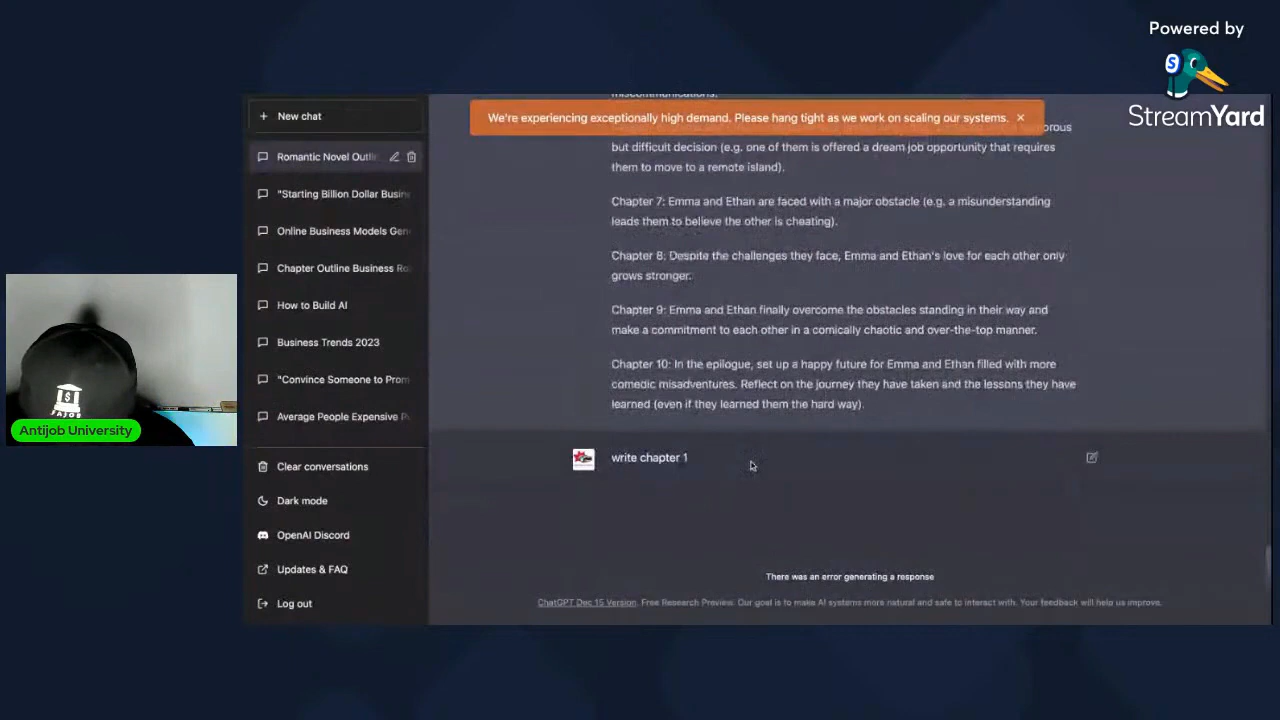 Powered by
StreamYard
New chat
Romantic Novel Outli
"Starting Billion Dollar Busin
Online Business Models Gen
Chapter Outline Business Ro
How to Build AI
Business Trends 2023
"Convince Someone to Prom
Average People Expensive P
Clear conversations
Dark mode
OpenAI Discord
Updates & FAQ
Log out
miscommunications.
We're experiencing exceptionally high demand. Please hang tight as we work on scaling our systems.
orous
but difficult decision (e.g. one of them is offered a dream job opportunity that requires
them to move to a remote island).
Chapter 7: Emma and Ethan are faced with a major obstacle (e.g. a misunderstanding
leads them to believe the other is cheating).
Chapter 8: Despite the challenges they face, Emma and Ethan's love for each other only
grows stronger.
Chapter 9: Emma and Ethan finally overcome the obstacles standing in their way and
make a commitment to each other in a comically chaotic and over-the-top manner.
Chapter 10: In the epilogue, set up a happy future for Emma and Ethan filled with more
comedic misadventures. Reflect on the journey they have taken and the lessons they have
learned (even if they learned them the hard way).
write chapter 1
There was an error generating a response
ChatGPT Dec 15 Version. Free Research Preview. Our goal is to make AI systems more natural and safe to interact with. Your feedback will help us improve.
Antijob University